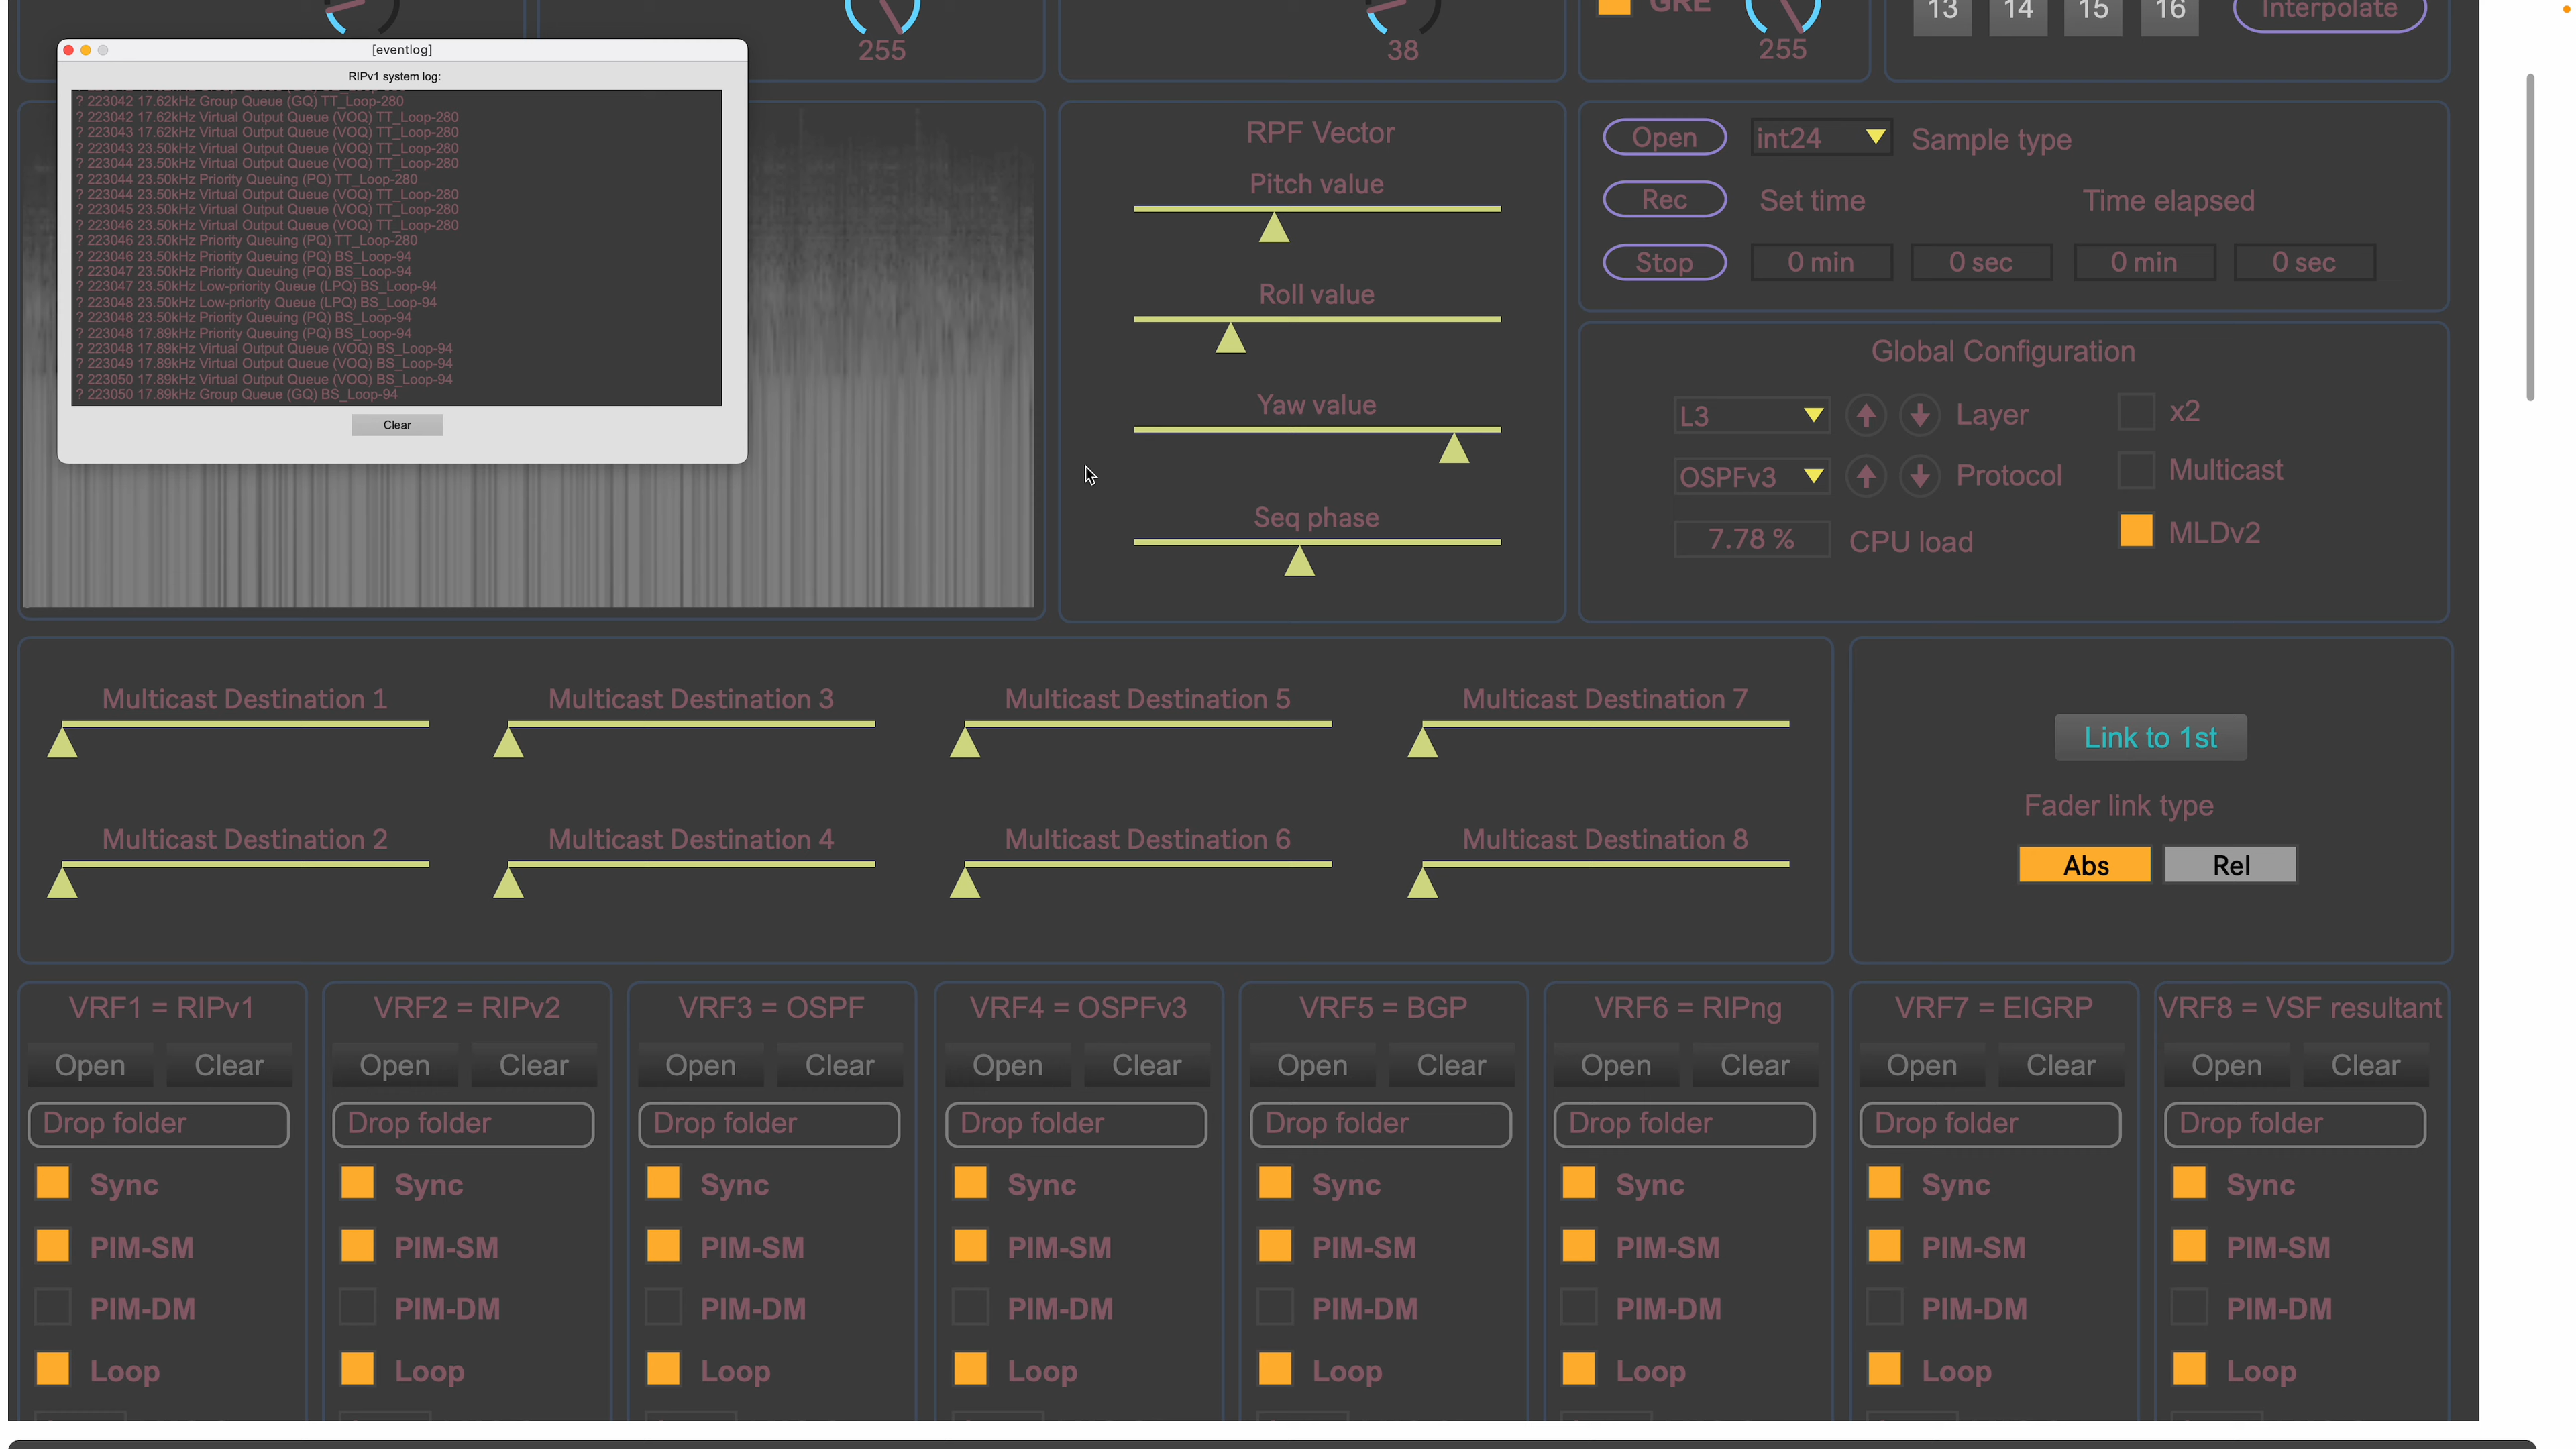 255
38
GRE
255
13 14 15 16
Interpolate
[eventlog]
RIPv1 system log:
? 223042 17.62kHz Group Queue (GQ) TT_Loop-280
? 223042 17.62kHz Virtual Output Queue (VOQ) TT_Loop-280
? 223043 17.62kHz Virtual Output Queue (VOQ) TT_Loop-280
? 223043 23.50kHz Virtual Output Queue (VOQ) TT_Loop-280
? 223044 23.50kHz Virtual Output Queue (VOQ) TT_Loop-280
? 223044 23.50kHz Priority Queuing (PQ) TT_Loop-280
? 223044 23.50kHz Virtual Output Queue (VOQ) TT_Loop-280
? 223045 23.50kHz Virtual Output Queue (VOQ) TT_Loop-280
? 223046 23.50kHz Virtual Output Queue (VOQ) TT_Loop-280
? 223046 23.50kHz Priority Queuing (PQ) TT_Loop-280
? 223046 23.50kHz Priority Queuing (PQ) BS_Loop-94
? 223047 23.50kHz Priority Queuing (PQ) BS_Loop-94
? 223047 23.50kHz Low-priority Queue (LPQ) BS_Loop-94
? 223048 23.50kHz Low-priority Queue (LPQ) BS_Loop-94
? 223048 23.50kHz Priority Queuing (PQ) BS_Loop-94
? 223048 17.89kHz Priority Queuing (PQ) BS_Loop-94
? 223048 17.89kHz Virtual Output Queue (VOQ) BS_Loop-94
? 223049 17.89kHz Virtual Output Queue (VOQ) BS_Loop-94
? 223050 17.89kHz Virtual Output Queue (VOQ) BS_Loop-94
? 223050 17.89kHz Group Queue (GQ) BS_Loop-94
Clear
RPF Vector
Pitch value
Roll value
Yaw value
Seq phase
Open int24 Sample type
Rec Set time Time elapsed
Stop 0 min 0 sec 0 min 0 sec
Global Configuration
L3 Layer x2
OSPFv3 Protocol Multicast
7.78 % CPU load MLDv2
Multicast Destination 1 Multicast Destination 3 Multicast Destination 5 Multicast Destination 7
Multicast Destination 2 Multicast Destination 4 Multicast Destination 6 Multicast Destination 8
Link to 1st
Fader link type
Abs Rel
VRF1 = RIPv1 VRF2 = RIPv2 VRF3 = OSPF VRF4 = OSPFv3 VRF5 = BGP VRF6 = RIPng VRF7 = EIGRP VRF8 = VSF resultant
Open Clear Open Clear Open Clear Open Clear Open Clear Open Clear Open Clear Open Clear
Drop folder Drop folder Drop folder Drop folder Drop folder Drop folder Drop folder Drop folder
Sync Sync Sync Sync Sync Sync Sync Sync
PIM-SM PIM-SM PIM-SM PIM-SM PIM-SM PIM-SM PIM-SM PIM-SM
PIM-DM PIM-DM PIM-DM PIM-DM PIM-DM PIM-DM PIM-DM PIM-DM
Loop Loop Loop Loop Loop Loop Loop Loop